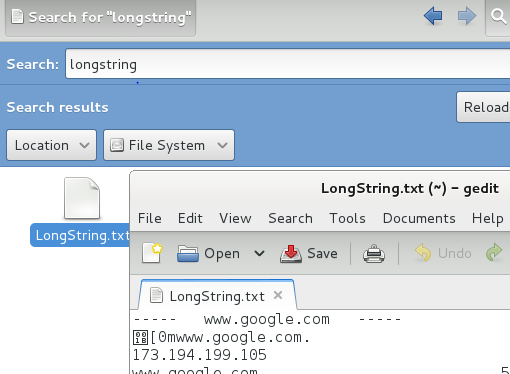 Search for "longstring"
Search: longstring
Search results
Reload
Location File System
LongString.txt
LongString.txt (~) – gedit
File Edit View Search Tools Documents Help
Open Save Undo
LongString.txt
----- www.google.com -----
[0mwww.google.com.
173.194.199.105
www.google.com 5